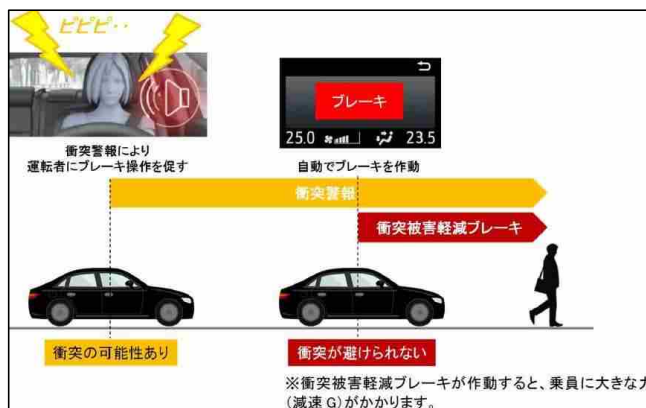 ピピピ‥
衝突警報により
運転者にブレーキ操作を促す
ブレーキ
25.0
23.5
自動でブレーキを作動
衝突警報
衝突被害軽減ブレーキ
衝突の可能性あり
衝突が避けられない
※衝突被害軽減ブレーキが作動すると、乗員に大きな
(減速G)がかかります。